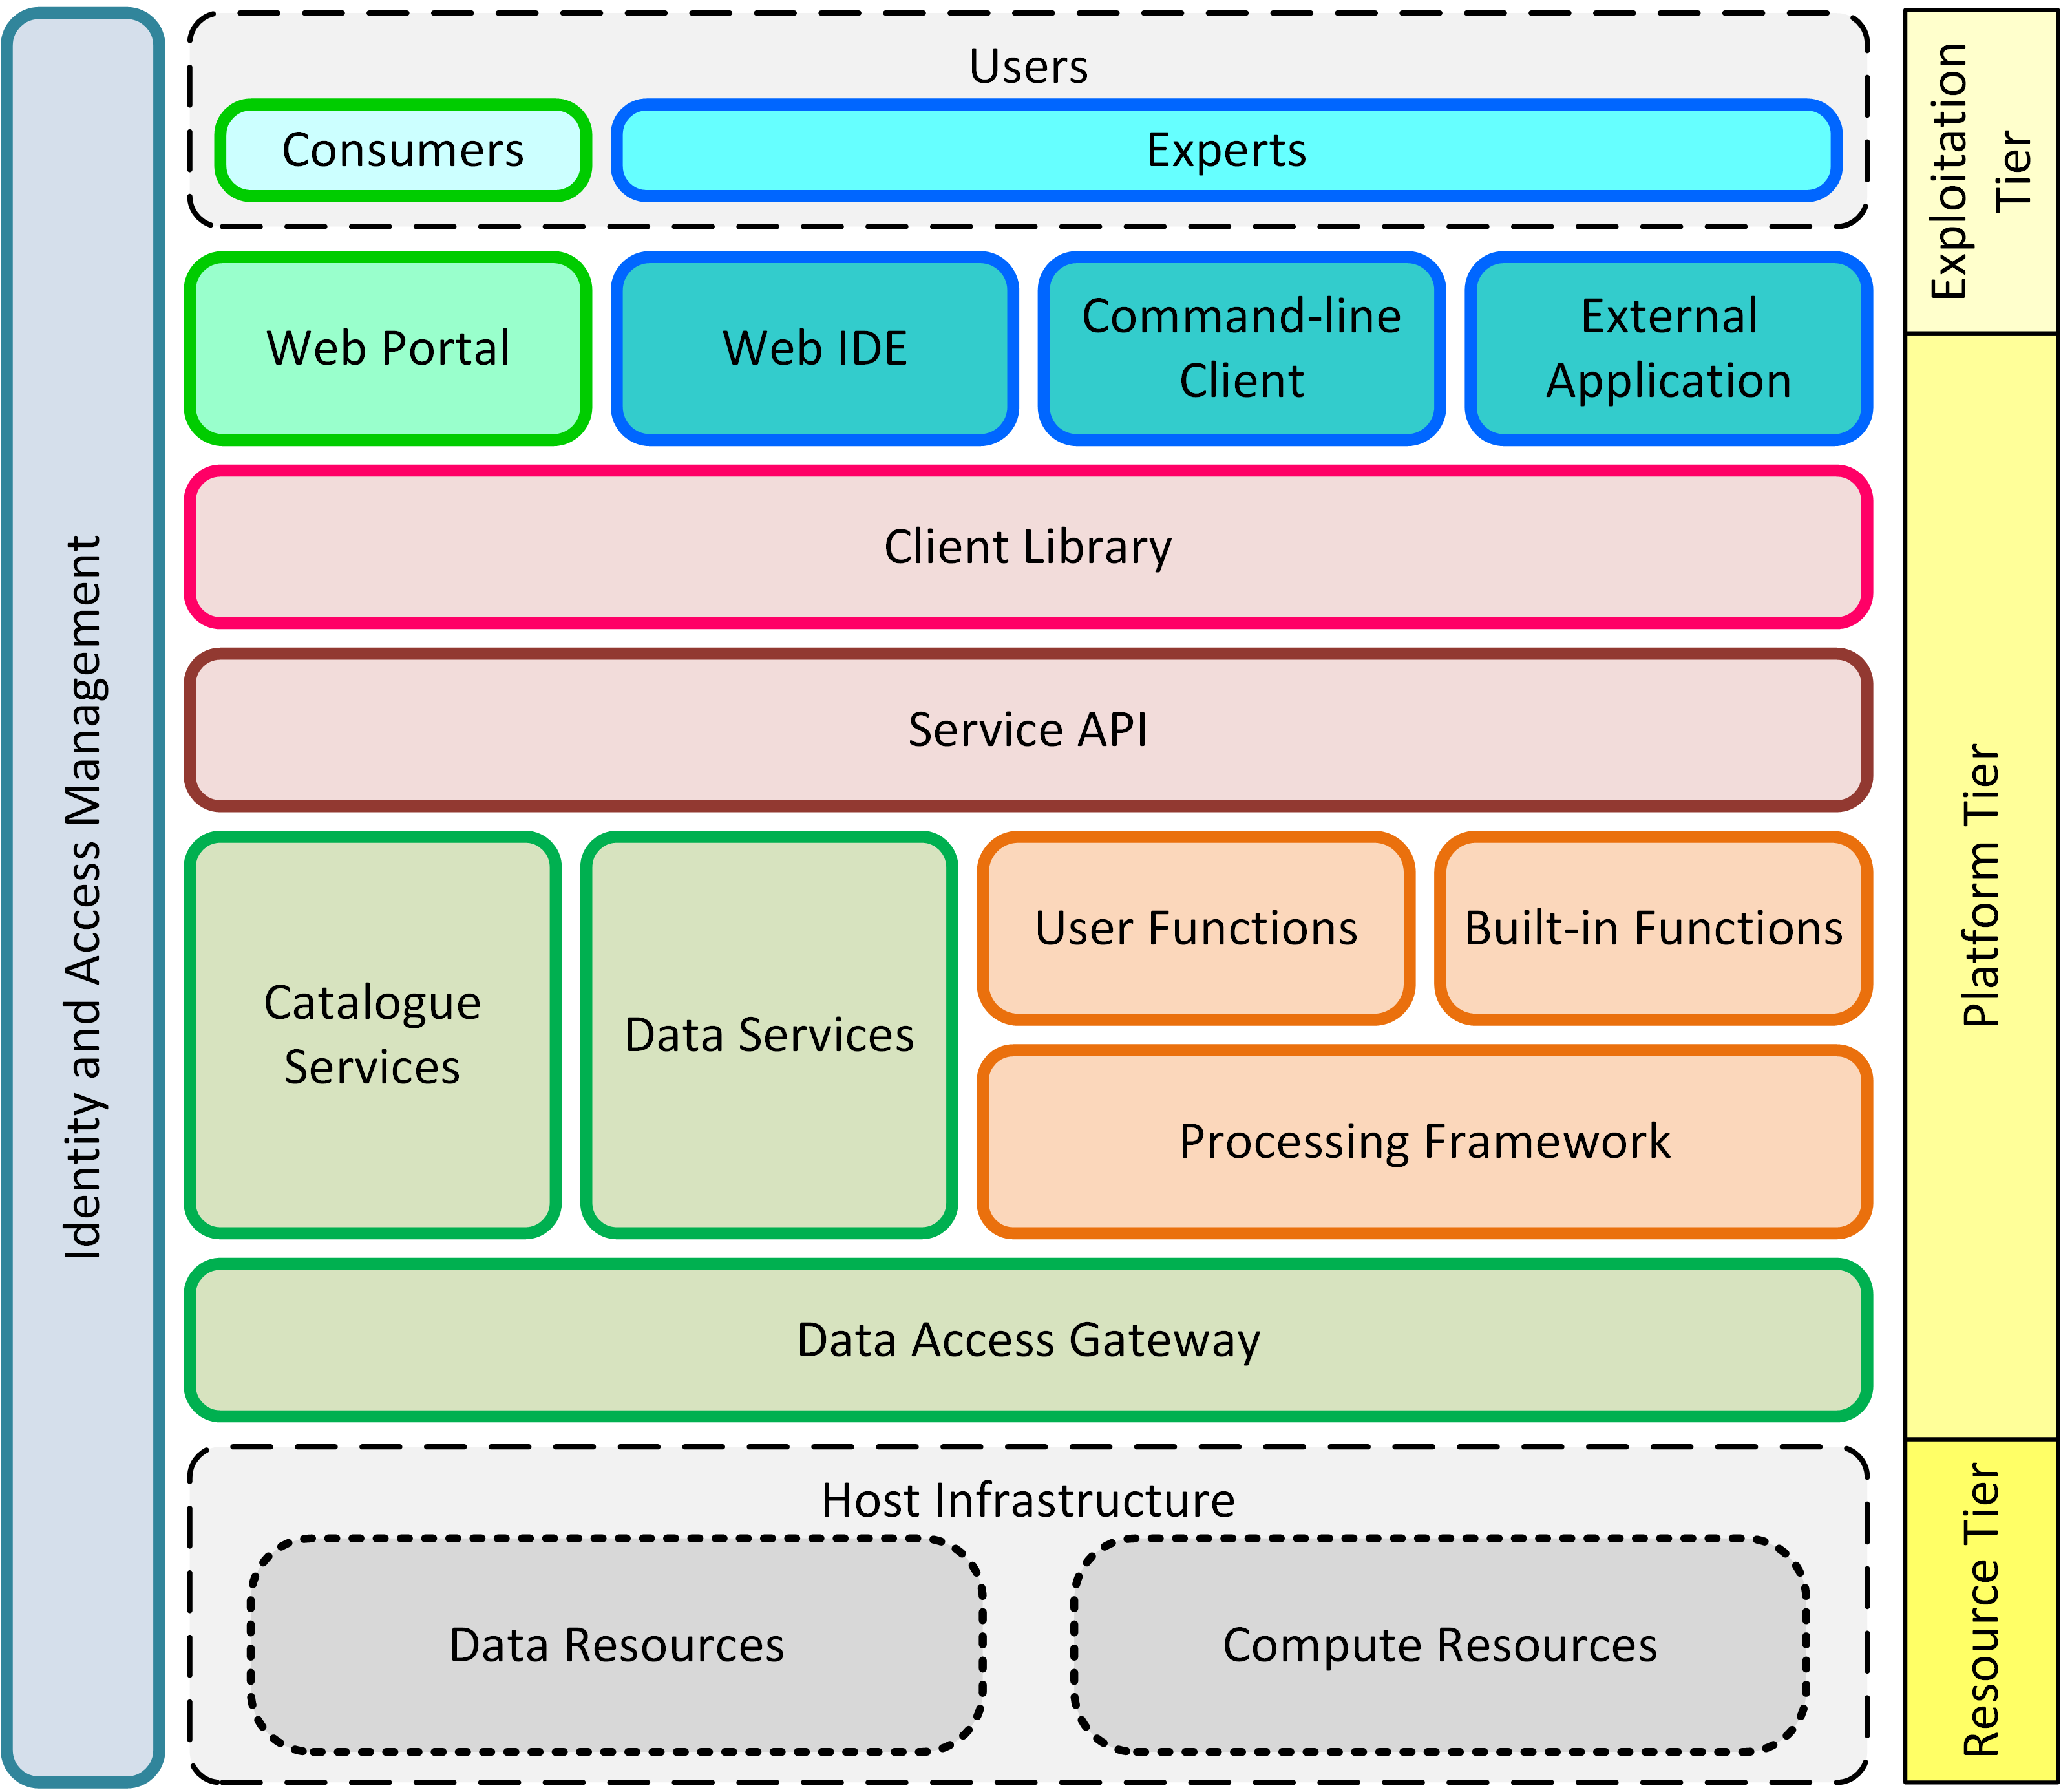 Identity and Access Management
Users
Consumers
Experts
Web Portal
Web IDE
Command-line
Client
External
Application
Client Library
Service API
Catalogue
Services
Data Services
User Functions
Built-in Functions
Processing Framework
Data Access Gateway
Host Infrastructure
Data Resources
Compute Resources
Exploitation
Tier
Platform Tier
Resource Tier